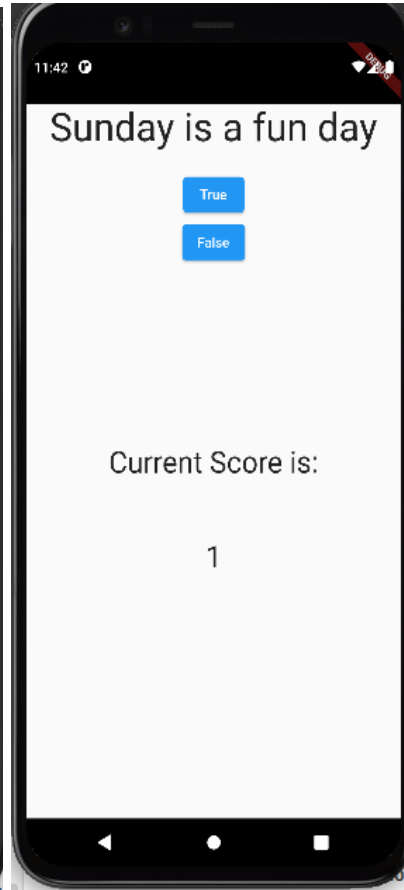 11:42
DEBUG
Sunday is a fun day
True
False
Current Score is:
1